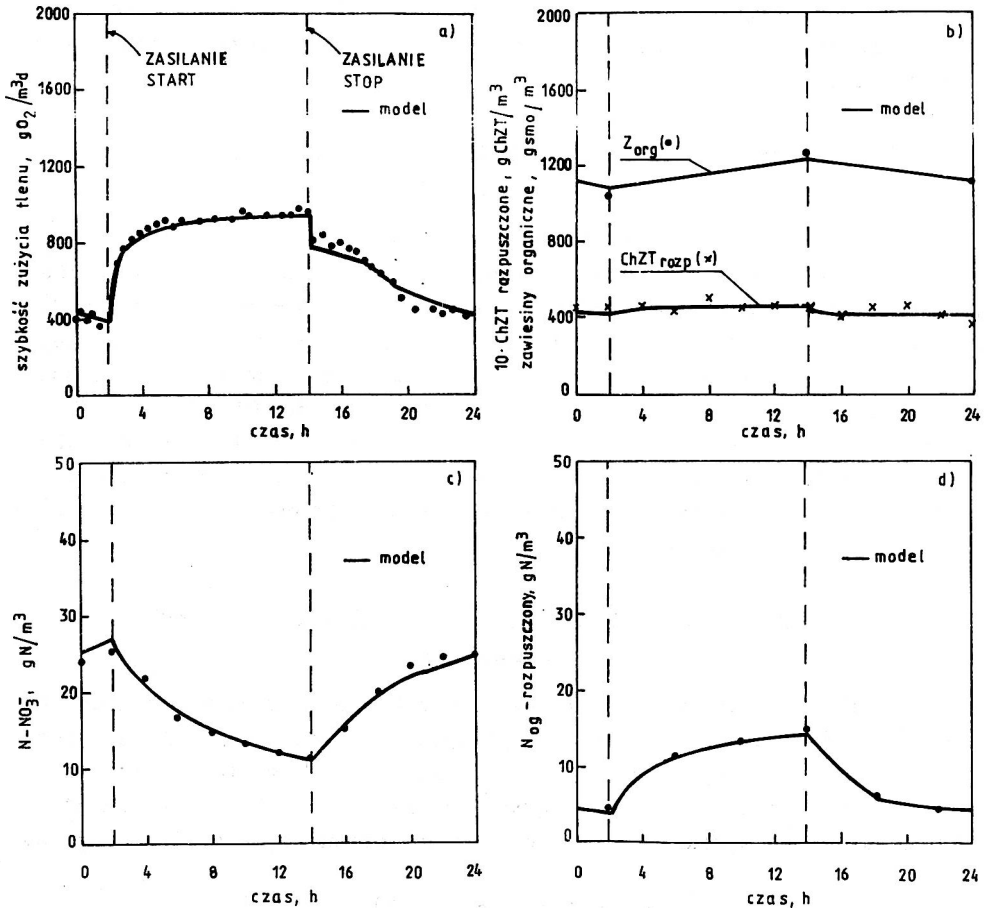 a)
2000
1600
1200
800
400
0
szybkość zużycia tlenu, gO₂/m³d
ZASILANIE
START
ZASILANIE
STOP
model
0 4 8 12 16 20 24
czas, h
b)
2000
1600
1200
800
400
0
10·ChZT rozpuszczone, gChZT/m³
zawiesiny organiczne, gsmo/m³
model
Zorg(•)
ChZTrozp(×)
0 4 8 12 16 20 24
czas, h
c)
50
40
30
20
10
0
N-NO₃⁻, gN/m³
model
0 4 8 12 14 16 20 24
czas, h
d)
50
40
30
20
10
0
Nog-rozpuszczony, gN/m³
model
0 4 8 12 16 20 24
czas, h